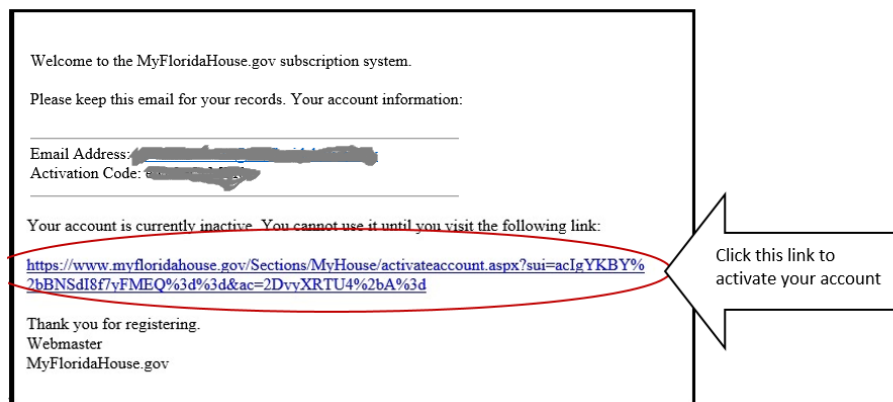 Welcome to the MyFloridaHouse.gov subscription system.
Please keep this email for your records. Your account information:
Email Address:
Activation Code:
Your account is currently inactive. You cannot use it until you visit the following link:
https://www.myfloridahouse.gov/Sections/MyHouse/activateaccount.aspx?sui=acIgYKBY%
2bBNSdI8f7yFMEQ%3d%3d&ac=2DvyXRTU4%2bA%3d
Click this link to
activate your account
Thank you for registering.
Webmaster
MyFloridaHouse.gov